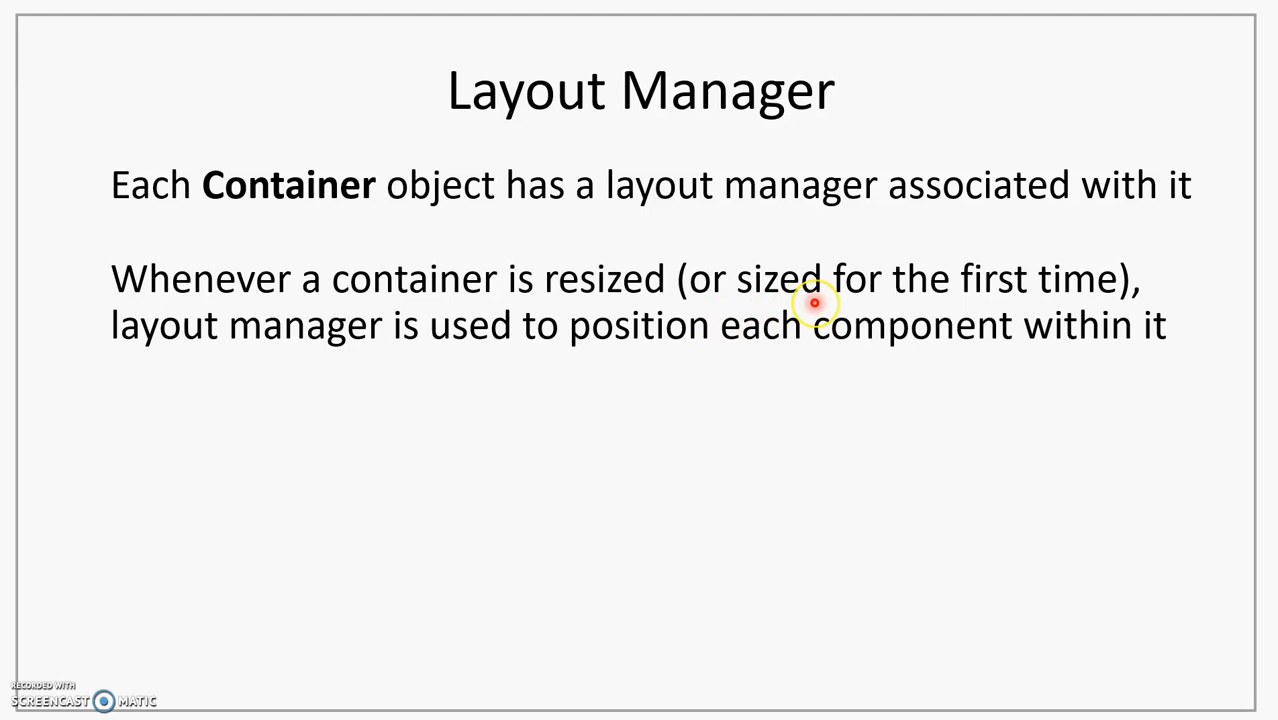 Layout Manager
Each Container object has a layout manager associated with it
Whenever a container is resized (or sized for the first time),
layout manager is used to position each component within it
RECORDED WITH
SCREENCAST MATIC